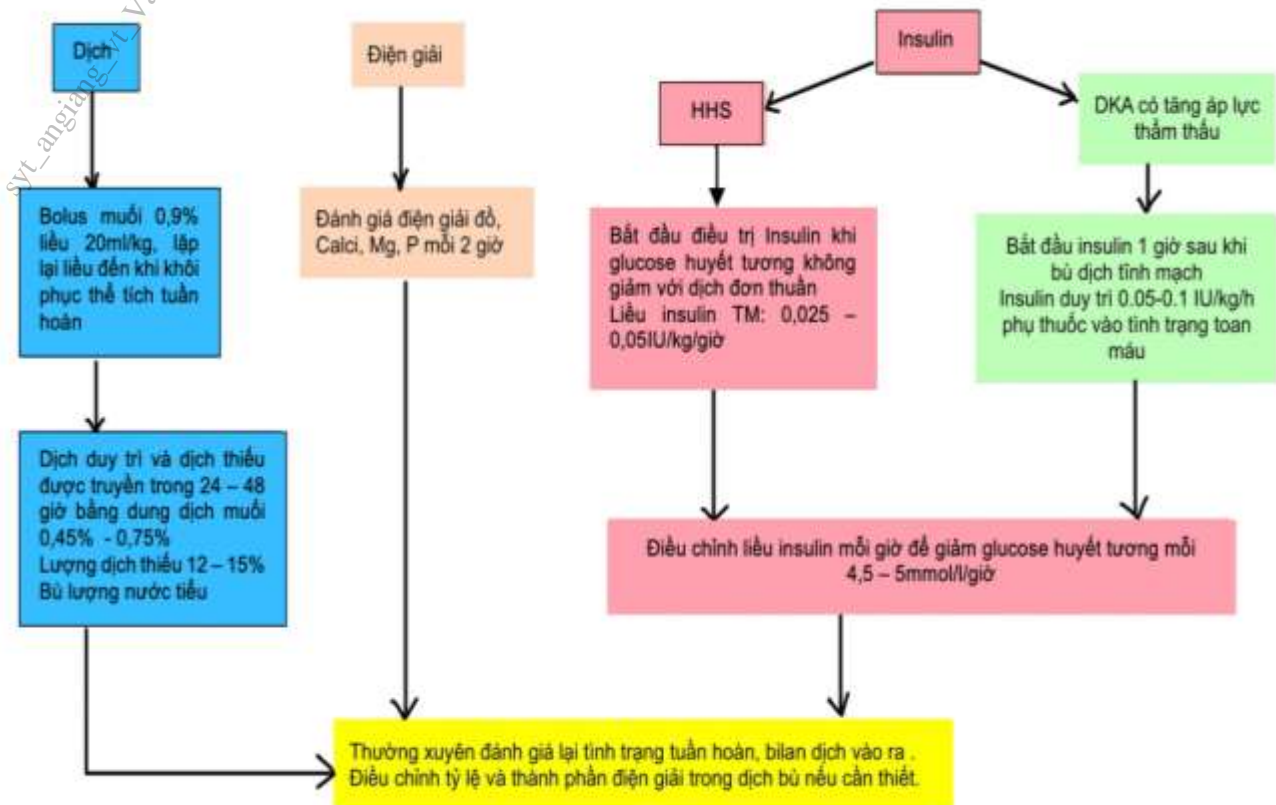 Dịch
Bolus muối 0,9%
liều 20ml/kg, lặp
lại liều đến khi khôi
phục thể tích tuần
hoàn
Dịch duy trì và dịch thiếu
được truyền trong 24 – 48
giờ bằng dung dịch muối
0,45% - 0,75%
Lượng dịch thiếu 12 – 15%
Bù lượng nước tiểu
Điện giải
Đánh giá điện giải đồ,
Calci, Mg, P mỗi 2 giờ
Insulin
HHS
Bắt đầu điều trị Insulin khi
glucose huyết tương không
giảm với dịch đơn thuần
Liều insulin TM: 0,025 –
0,05IU/kg/giờ
DKA có tăng áp lực
thẩm thấu
Bắt đầu insulin 1 giờ sau khi
bù dịch tĩnh mạch
Insulin duy trì 0.05-0.1 IU/kg/h
phụ thuốc vào tình trạng toan
máu
Điều chỉnh liều insulin mỗi giờ để giảm glucose huyết tương mỗi
4,5 – 5mmol/l/giờ
Thường xuyên đánh giá lại tình trạng tuần hoàn, bilan dịch vào ra .
Điều chỉnh tỷ lệ và thành phần điện giải trong dịch bù nếu cần thiết.